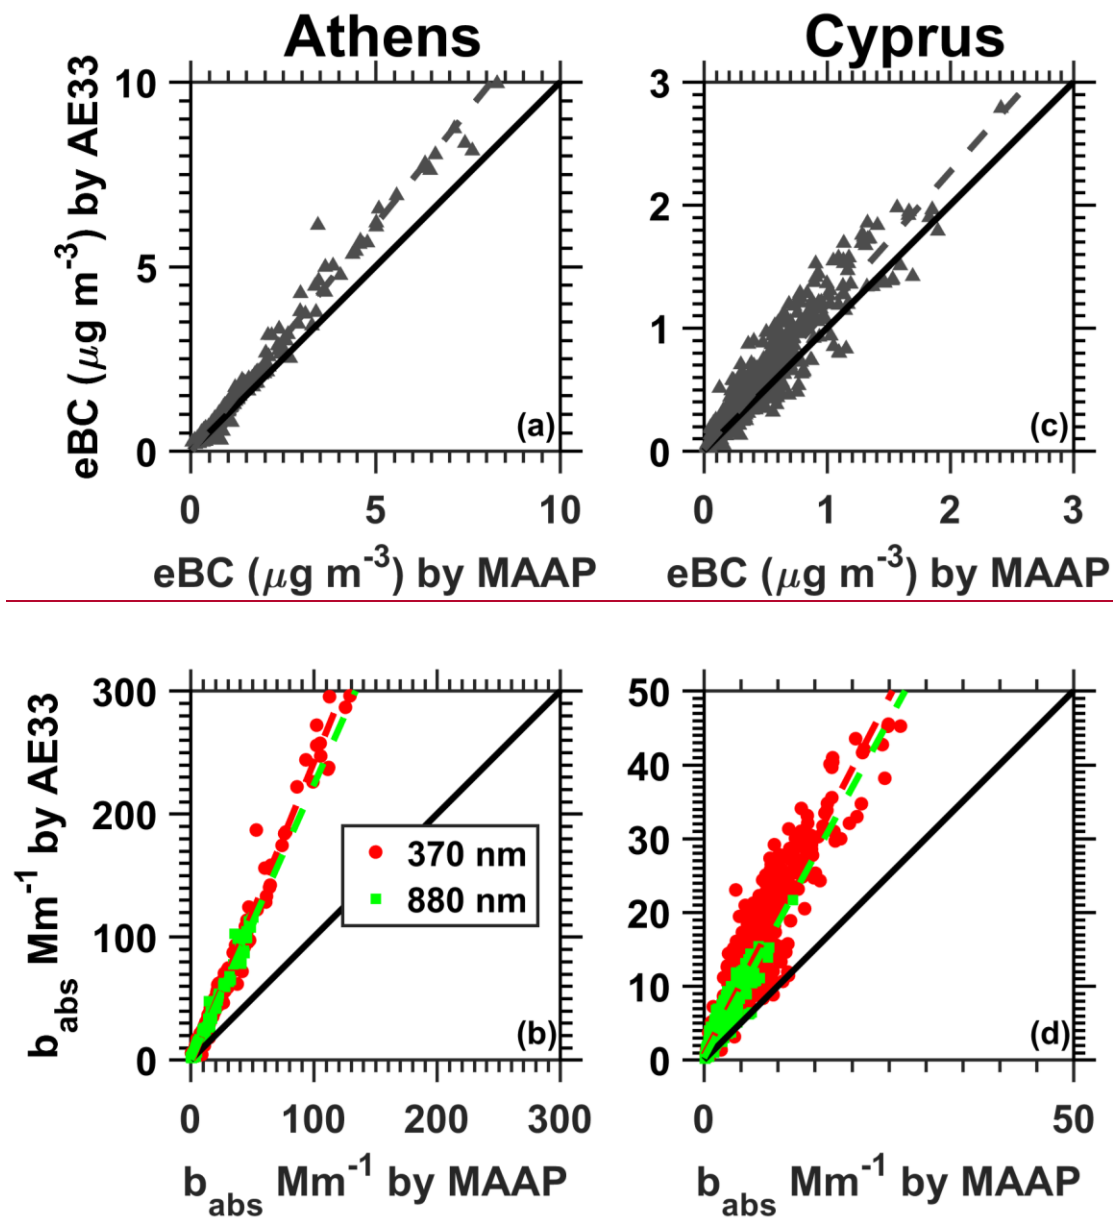 Athens
Cyprus
eBC (μg m⁻³) by AE33
10
5
0
(a)
0 5 10
eBC (μg m⁻³) by MAAP
3
2
1
0
(c)
0 1 2 3
eBC (μg m⁻³) by MAAP
b_abs Mm⁻¹ by AE33
300
200
100
0
370 nm
880 nm
(b)
0 100 200 300
b_abs Mm⁻¹ by MAAP
50
40
30
20
10
0
(d)
0 50
b_abs Mm⁻¹ by MAAP